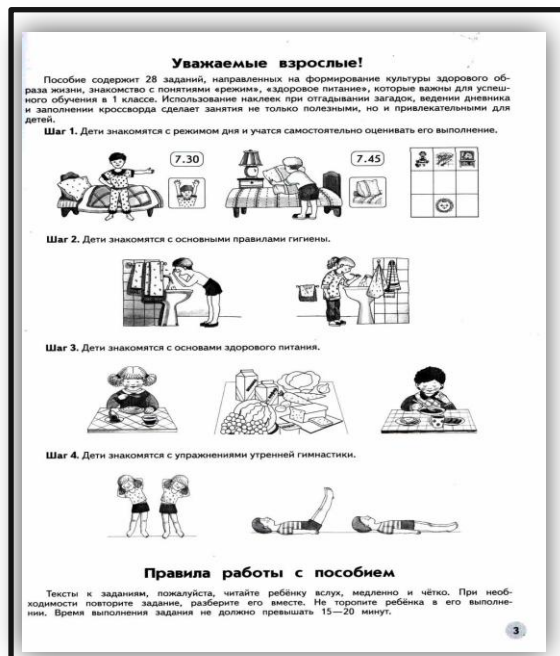 Уважаемые взрослые!
Пособие содержит 28 заданий, направленных на формирование культуры здорового об-
раза жизни, знакомство с понятиями «режим», «здоровое питание», которые важны для успеш-
ного обучения в 1 классе. Использование наклеек при отгадывании загадок, ведении дневника
и заполнении кроссворда сделает занятия не только полезными, но и привлекательными для
детей.
Шаг 1. Дети знакомятся с режимом дня и учатся самостоятельно оценивать его выполнение.
7.30
7.45
Шаг 2. Дети знакомятся с основными правилами гигиены.
Шаг 3. Дети знакомятся с основами здорового питания.
Шаг 4. Дети знакомятся с упражнениями утренней гимнастики.
Правила работы с пособием
Тексты к заданиям, пожалуйста, читайте ребёнку вслух, медленно и чётко. При необ-
ходимости повторите задание, разберите его вместе. Не торопите ребёнка в его выполне-
нии. Время выполнения задания не должно превышать 15—20 минут.
3